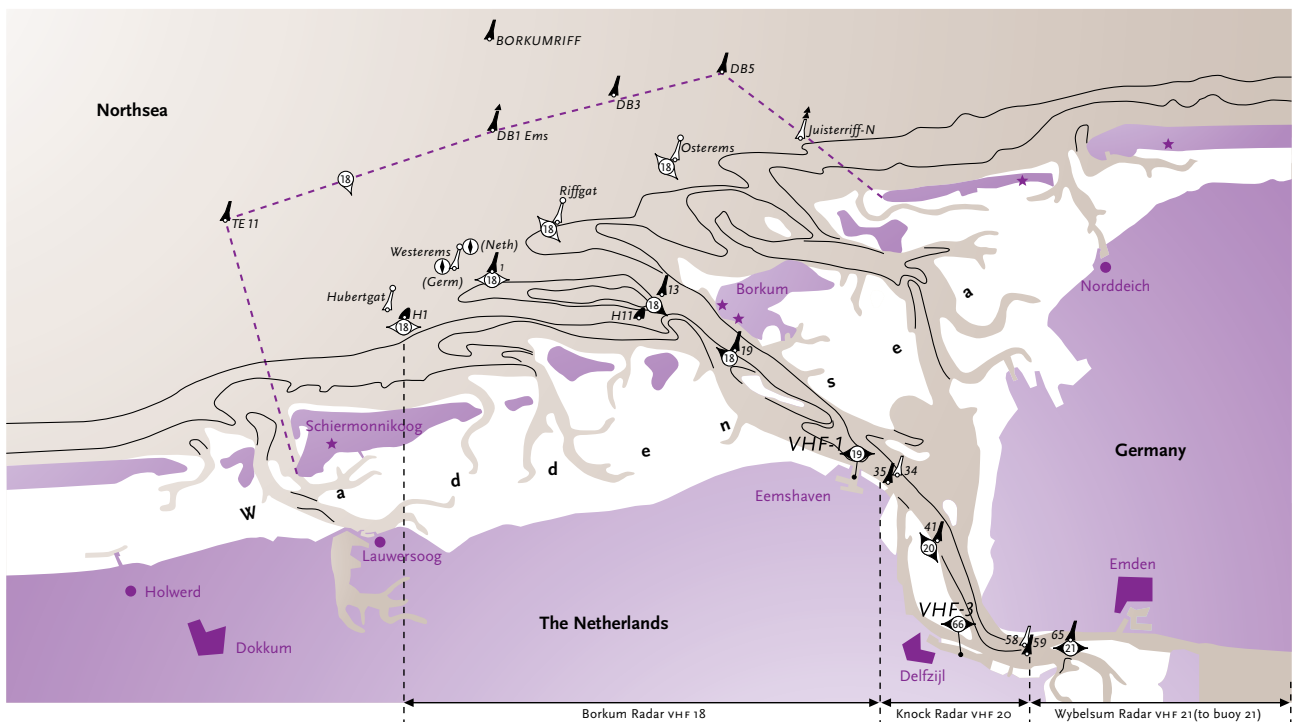 BORKUMRIFF
DB5
Northsea
DB3
DB1 Ems
Juisterriff-N
Osterems
18
18
Riffgat
TE 11
18
Westerems
(Neth)
(Germ)
1
18
Hubertgat
H1
18
13
18
H11
Borkum
Norddeich
a
e
19
18
s
n
e
d
d
a
W
Schiermonnikoog
VHF-1
19
35
34
Germany
Eemshaven
41
20
Lauwersoog
Holwerd
Emden
VHF-3
66
The Netherlands
Dokkum
58
59
65
21
Delfzijl
Borkum Radar VHF 18
Knock Radar VHF 20
Wybelsum Radar VHF 21(to buoy 21)